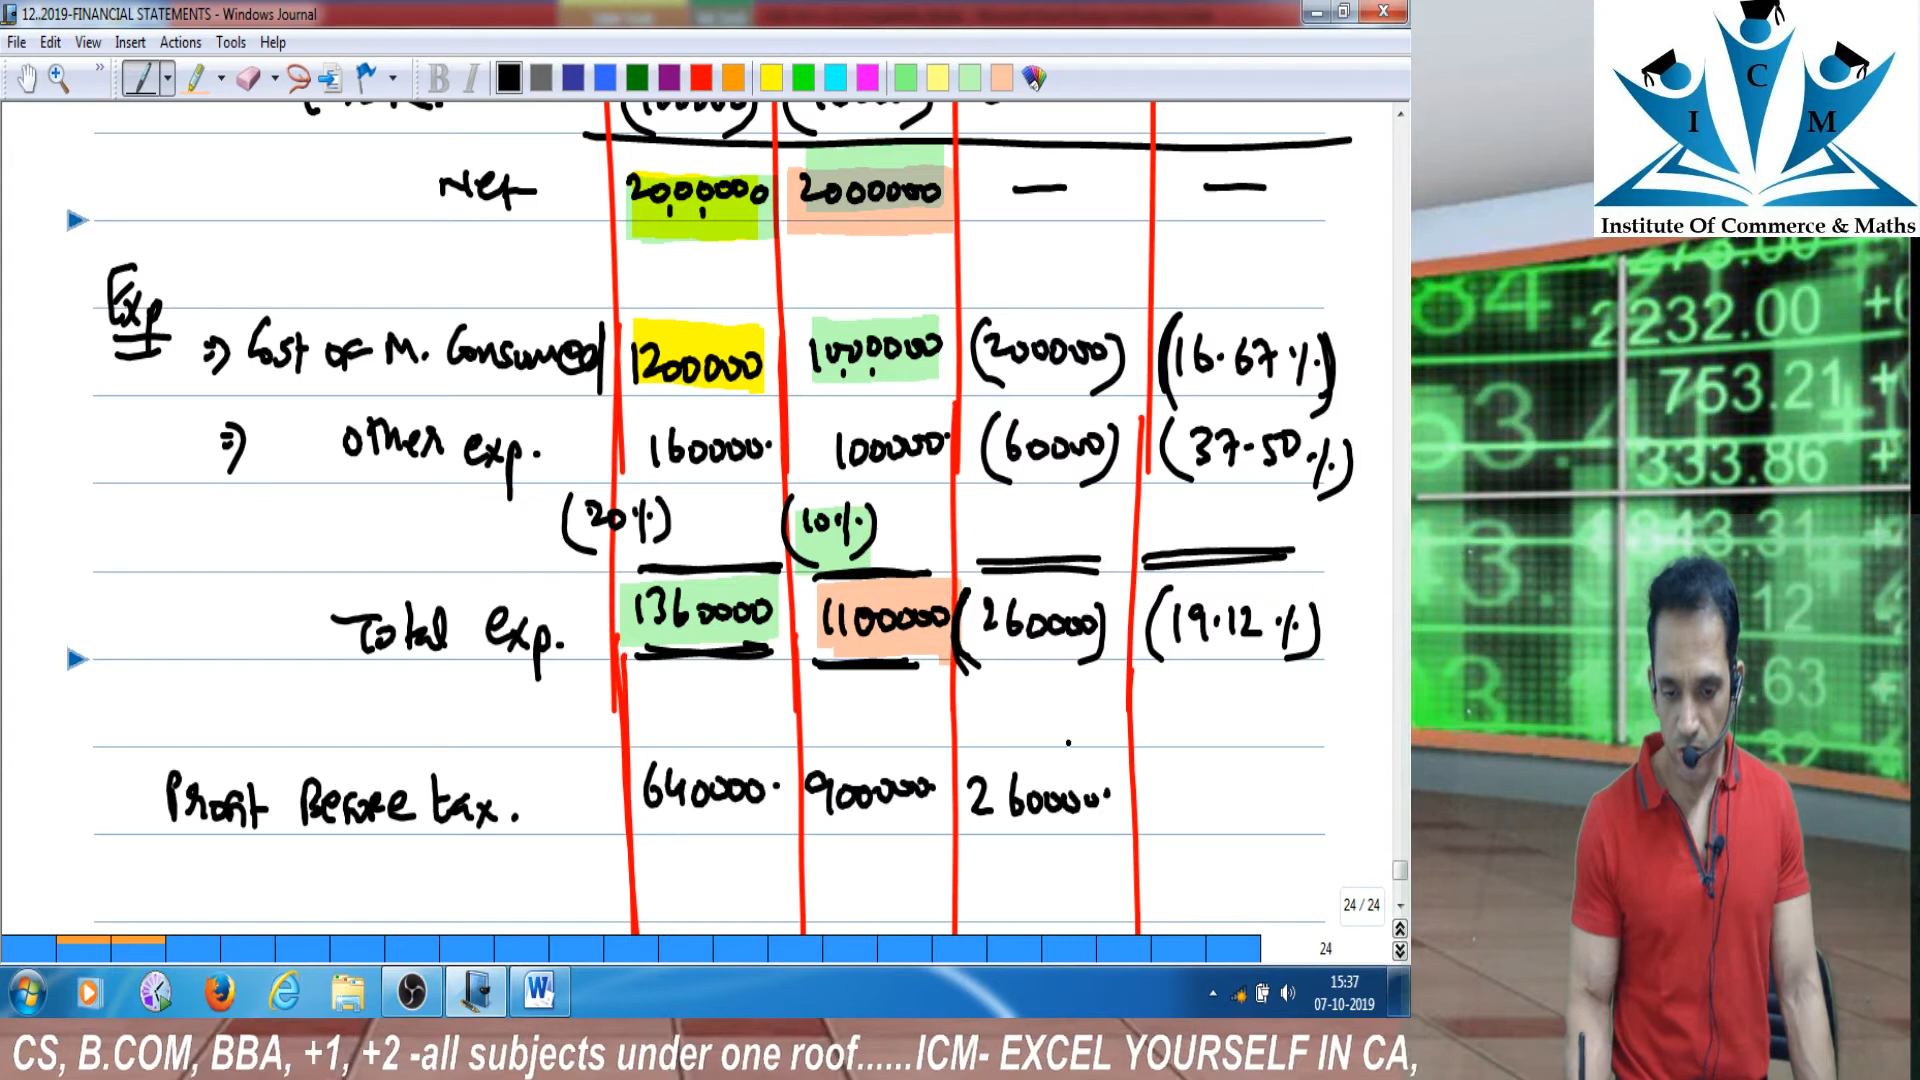 12..2019-FINANCIAL STATEMENTS - Windows Journal
File Edit View Insert Actions Tools Help
B I
Net 2000000 2000000 — —
Exp
⇒ Cost of M. Consumed 1200000 1000000 (200000) (16.67%)
⇒ other exp. 160000. 100000. (60000) (37.50%)
(20%) (10%)
Total exp. 1360000 1100000 (260000) (19.12%)
Profit Before tax. 640000. 900000. 260000.
24 / 24
24
15:37
07-10-2019
I C M
Institute Of Commerce & Maths
2232.00
753.21
333.86
CS, B.COM, BBA, +1, +2 -all subjects under one roof......ICM- EXCEL YOURSELF IN CA,